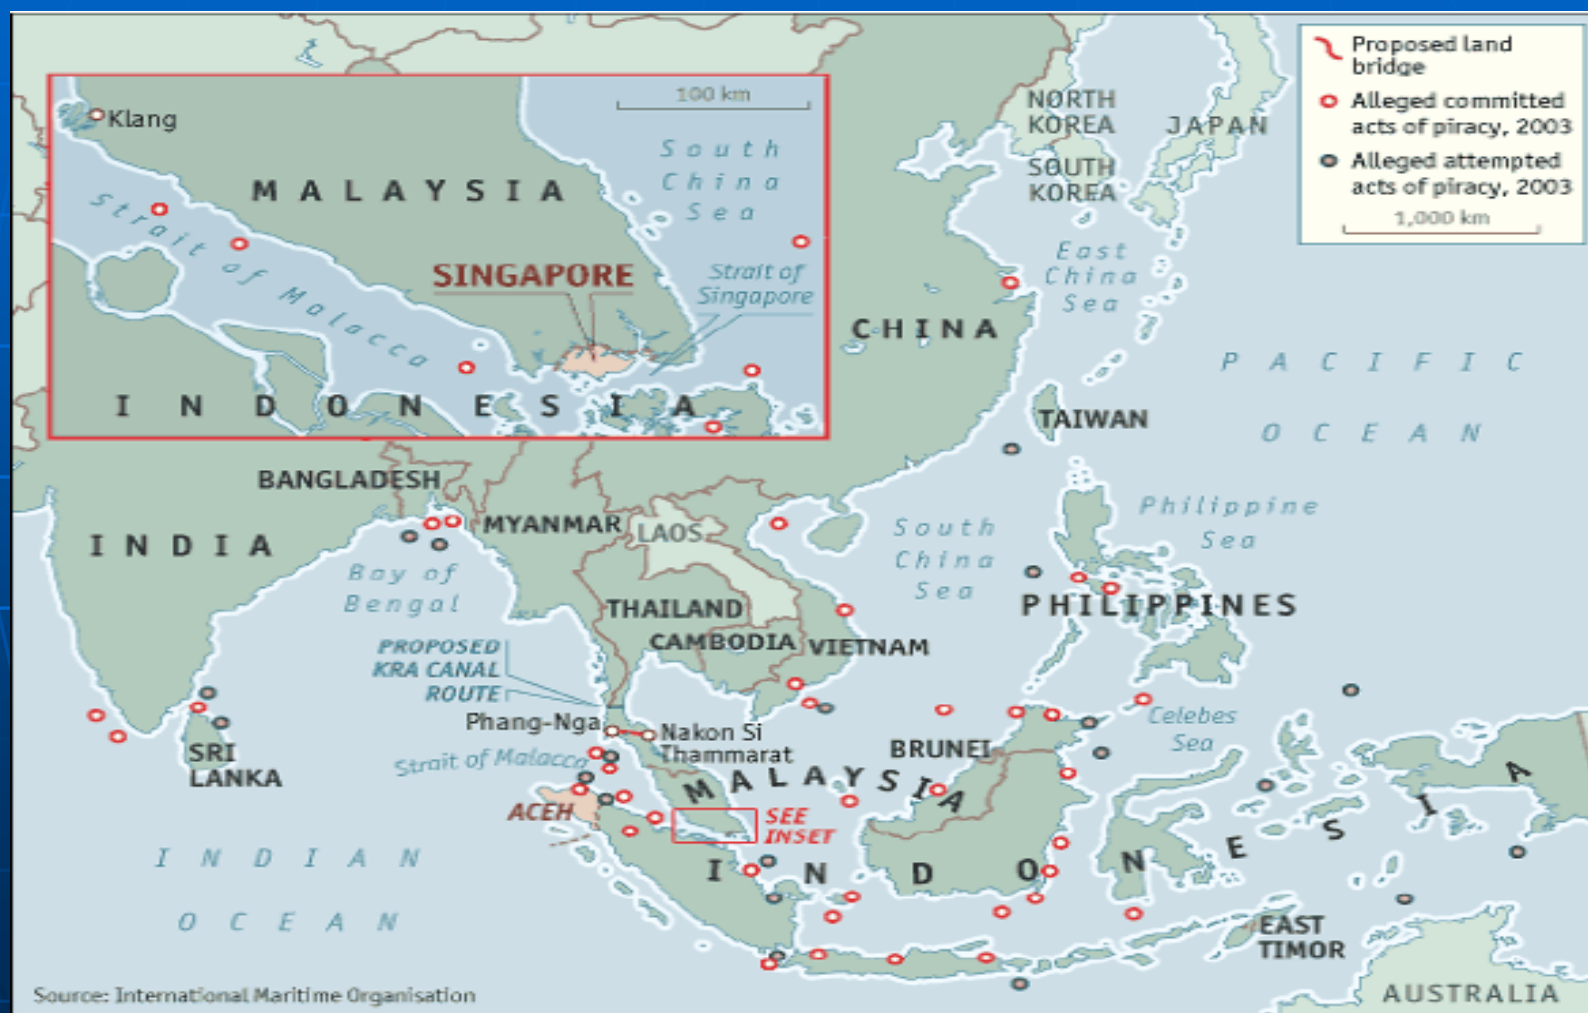 Proposed land
bridge
Alleged committed
acts of piracy, 2003
Alleged attempted
acts of piracy, 2003
1,000 km
100 km
Klang
MALAYSIA
South
China
Sea
Strait of Malacca
SINGAPORE
Strait of
Singapore
INDONESIA
NORTH
KOREA
JAPAN
SOUTH
KOREA
East
China
Sea
CHINA
PACIFIC
OCEAN
TAIWAN
BANGLADESH
INDIA
MYANMAR
LAOS
Bay of
Bengal
South
China
Sea
Philippine
Sea
THAILAND
CAMBODIA
VIETNAM
PHILIPPINES
PROPOSED
KRA CANAL
ROUTE
Phang-Nga
Nakon Si
Thammarat
Strait of Malacca
SRI
LANKA
BRUNEI
Celebes
Sea
MALAYSIA
ACEH
SEE
INSET
INDIAN
OCEAN
INDONESIA
EAST
TIMOR
AUSTRALIA
Source: International Maritime Organisation